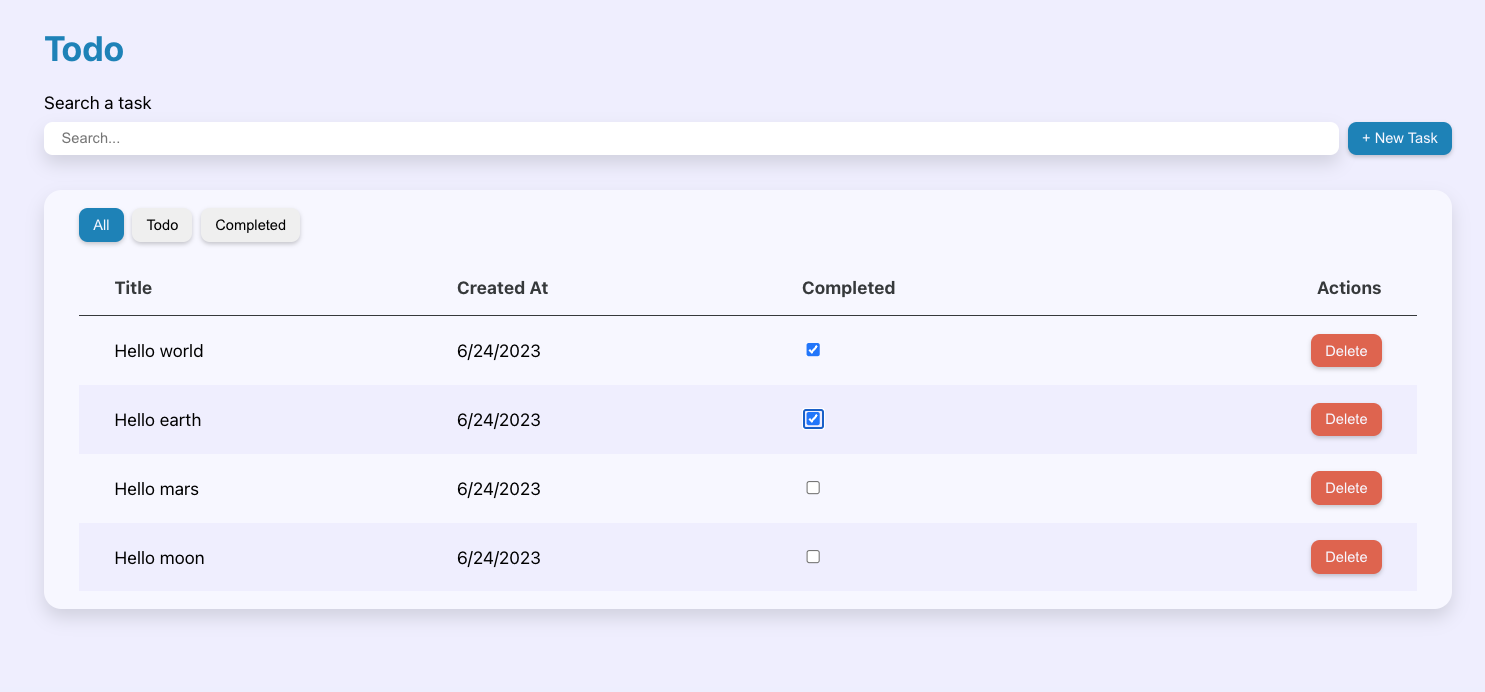 Todo
Search a task
Search...
+ New Task
All Todo Completed
Title Created At Completed Actions
Hello world 6/24/2023 Delete
Hello earth 6/24/2023 Delete
Hello mars 6/24/2023 Delete
Hello moon 6/24/2023 Delete